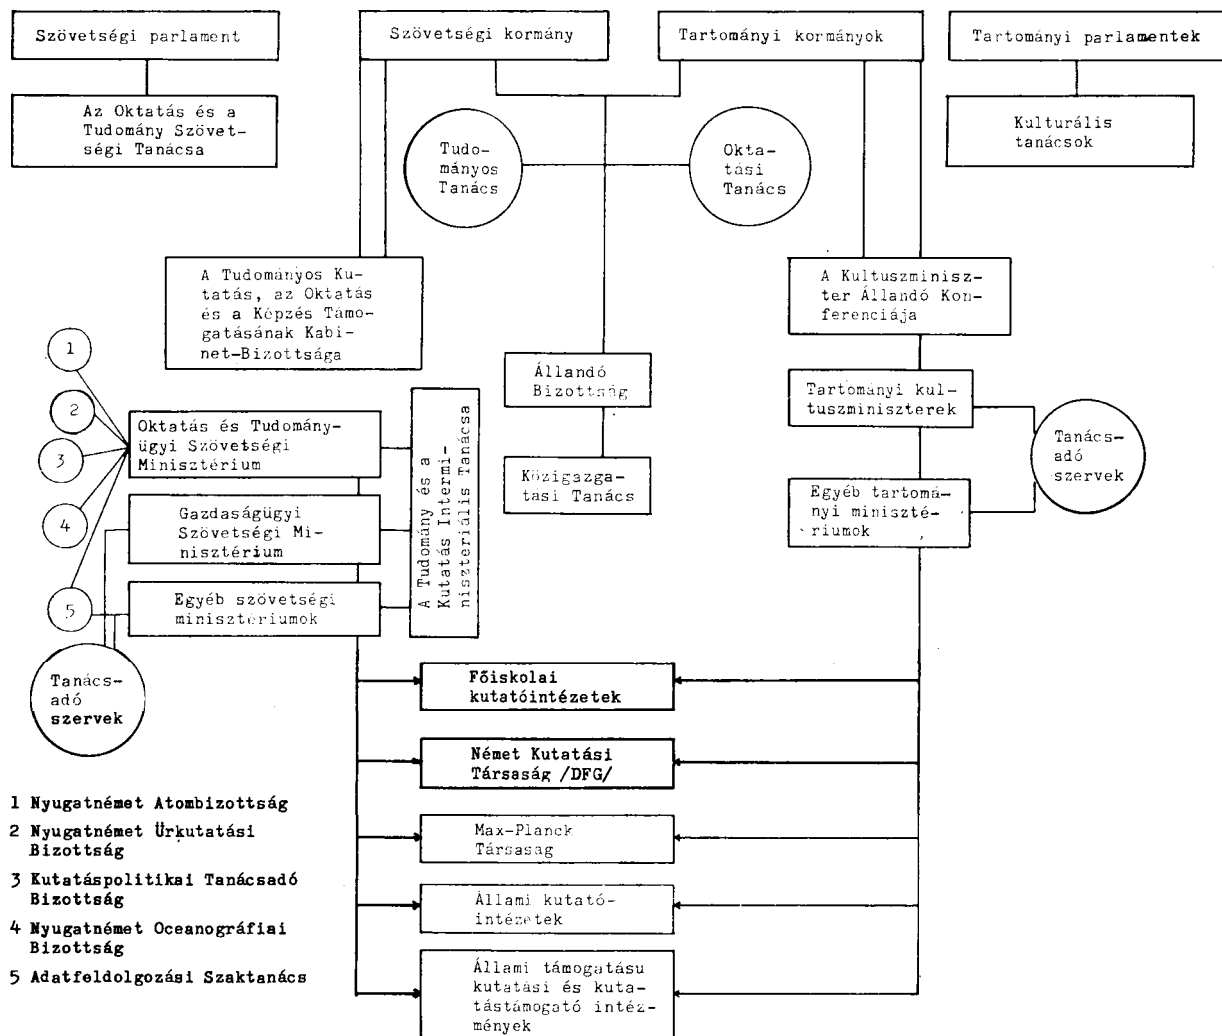 Szövetségi parlament
Szövetségi kormány
Tartományi kormányok
Tartományi parlamentek
Az Oktatás és a
Tudomány Szövet-
ségi Tanácsa
Kulturális
tanácsok
Tudo-
mányos
Tanács
Okta-
tási
Tanács
A Tudományos Ku-
tatás, az Oktatás
és a Képzés Támo-
gatásának Kabi-
net-Bizottsága
A Kultuszminisz-
ter Állandó Kon-
ferenciája
Állandó
Bizottság
Tartományi kul-
tuszminiszterek
1
2
3
4
5
Oktatás és Tudomány-
ügyi Szövetségi
Minisztérium
A Tudomány és a
Kutatás Intermi-
niszteriális Tanácsa
Tanács-
adó
szervek
Közigazga-
tasi Tanács
Gazdaságügyi
Szövetségi Mi-
nisztérium
Egyéb tartomá-
nyi miniszté-
riumok
Egyéb szövetségi
minisztériumok
Tanács-
adó
szervek
Főiskolai
kutatóintézetek
Német Kutatási
Társaság /DFG/
Max-Planck
Társaság
Állami kutató-
intézetek
Állami támogatásu
kutatási és kuta-
tástámogató intéz-
mények
1 Nyugatnémet Atombizottság
2 Nyugatnémet Ürkutatási
Bizottság
3 Kutatáspolitikai Tanácsadó
Bizottság
4 Nyugatnémet Oceanográfiai
Bizottság
5 Adatfeldolgozási Szaktanács